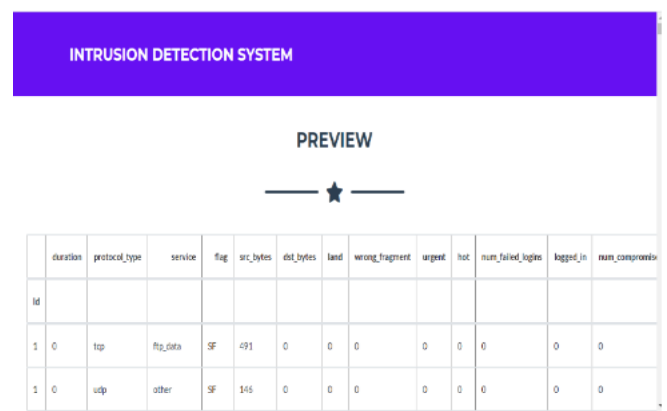 INTRUSION DETECTION SYSTEM
PREVIEW
duration protocol_type service flag src_bytes dst_bytes land wrong_fragment urgent hot num_failed_logins logged_in num_compromise
Id
1 0 tcp ftp_data SF 491 0 0 0 0 0 0 0 0
1 0 udp other SF 146 0 0 0 0 0 0 0 0